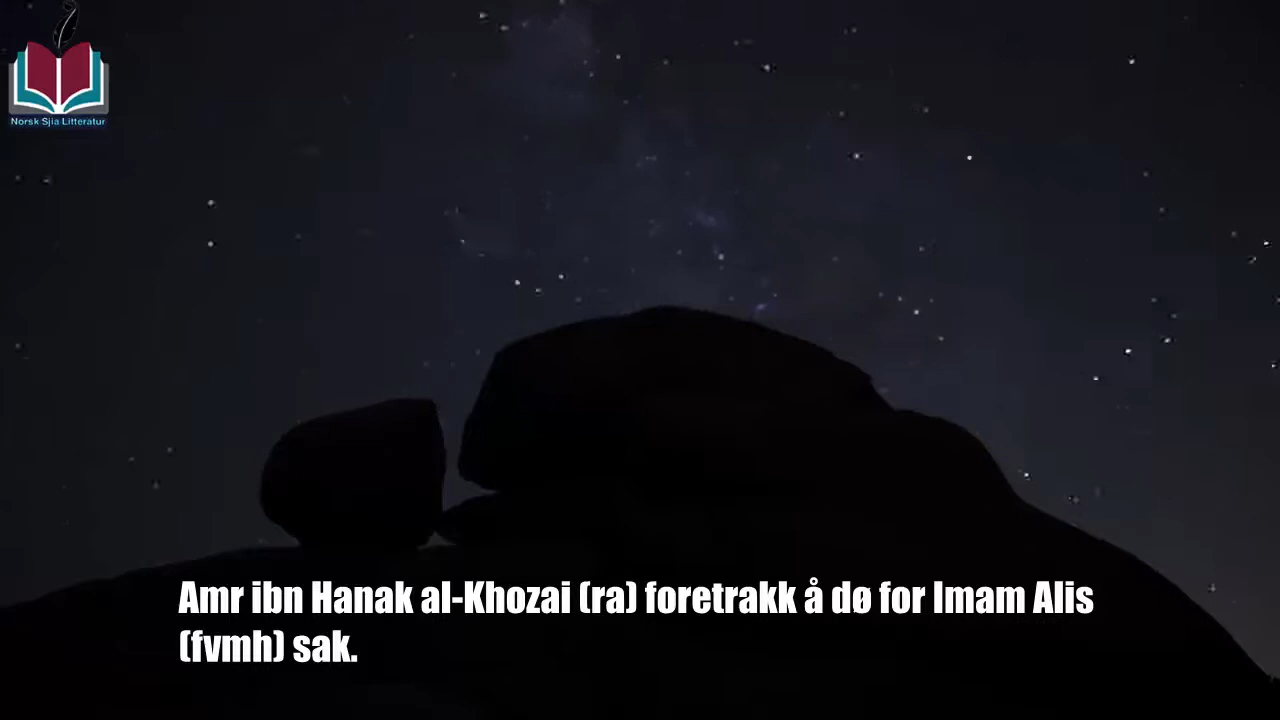 Norsk Sjia Litteratur
Amr ibn Hanak al-Khozai (ra) foretrakk å dø for Imam Alis
(fvmh) sak.